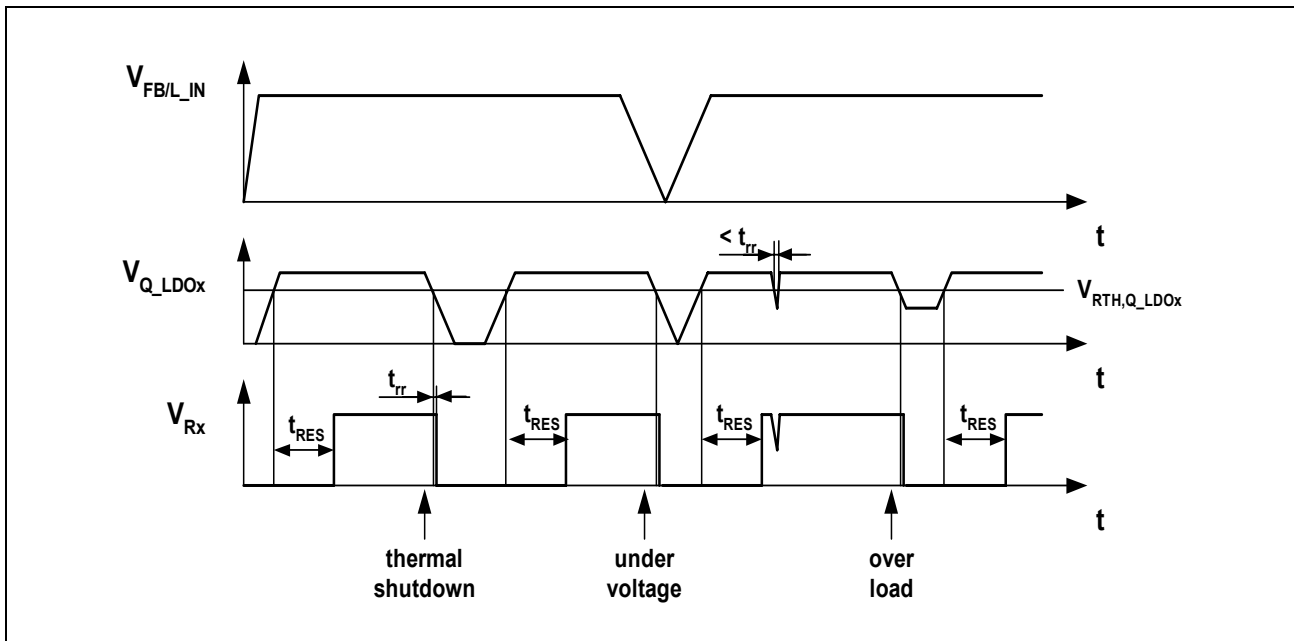 V_FB/L_IN
t
< t_rr
V_Q_LDOx
V_RTH,Q_LDOx
t
t_rr
V_Rx
t_RES
t_RES
t_RES
t_RES
t
thermal
shutdown
under
voltage
over
load